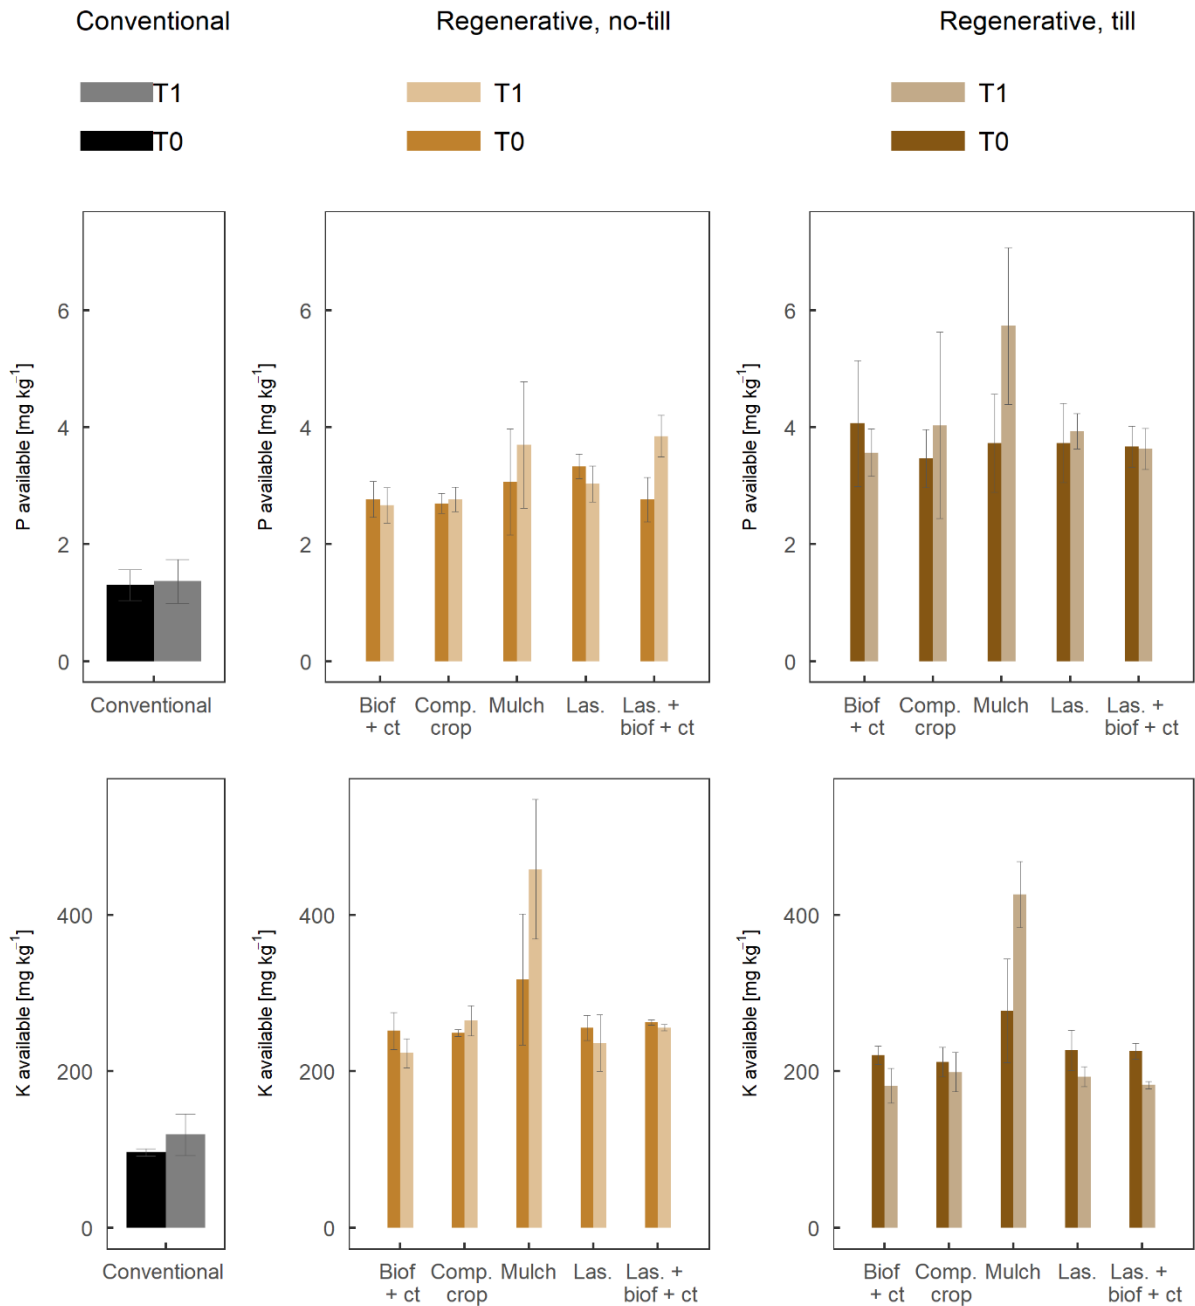 Conventional
Regenerative, no-till
Regenerative, till
T1
T1
T1
T0
T0
T0
P available [mg kg⁻¹]
6
4
2
0
Conventional
P available [mg kg⁻¹]
6
4
2
0
Biof + ct
Comp. crop
Mulch
Las.
Las. + biof + ct
P available [mg kg⁻¹]
6
4
2
0
Biof + ct
Comp. crop
Mulch
Las.
Las. + biof + ct
K available [mg kg⁻¹]
400
200
0
Conventional
K available [mg kg⁻¹]
400
200
0
Biof + ct
Comp. crop
Mulch
Las.
Las. + biof + ct
K available [mg kg⁻¹]
400
200
0
Biof + ct
Comp. crop
Mulch
Las.
Las. + biof + ct